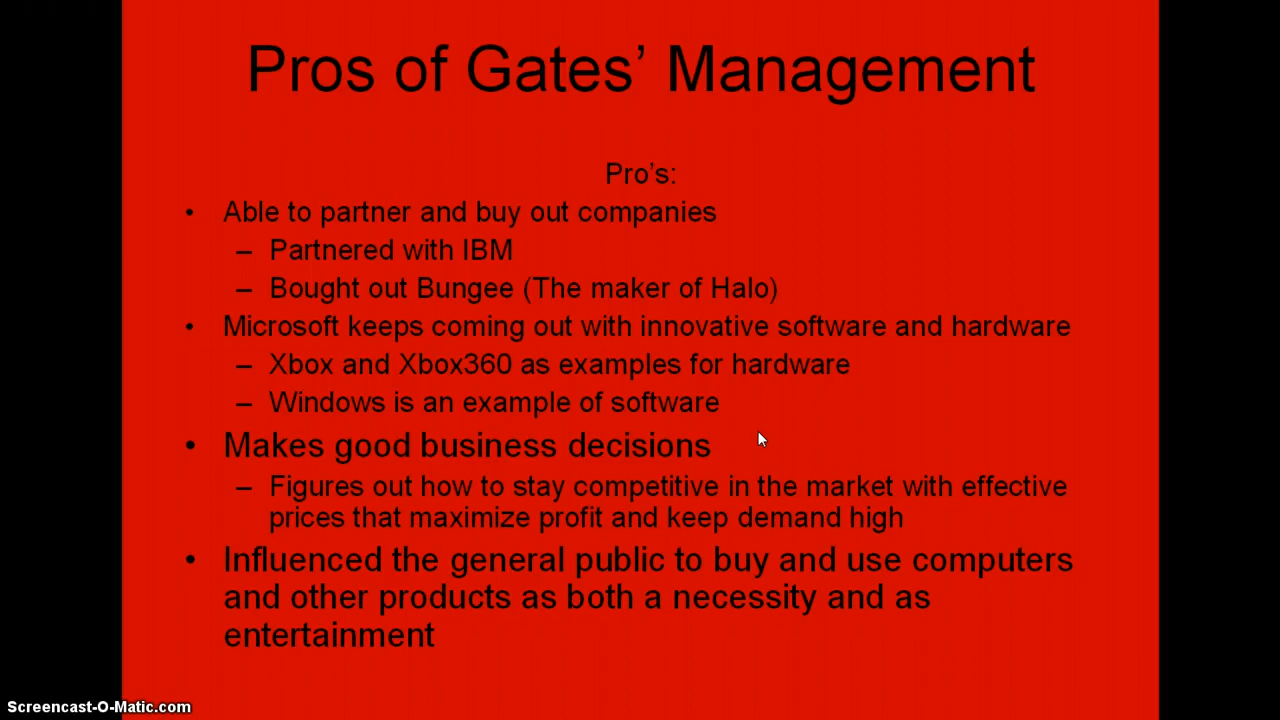 Pros of Gates’ Management
Pro’s:
• Able to partner and buy out companies
– Partnered with IBM
– Bought out Bungee (The maker of Halo)
• Microsoft keeps coming out with innovative software and hardware
– Xbox and Xbox360 as examples for hardware
– Windows is an example of software
• Makes good business decisions
– Figures out how to stay competitive in the market with effective
prices that maximize profit and keep demand high
• Influenced the general public to buy and use computers
and other products as both a necessity and as
entertainment
Screencast-O-Matic.com